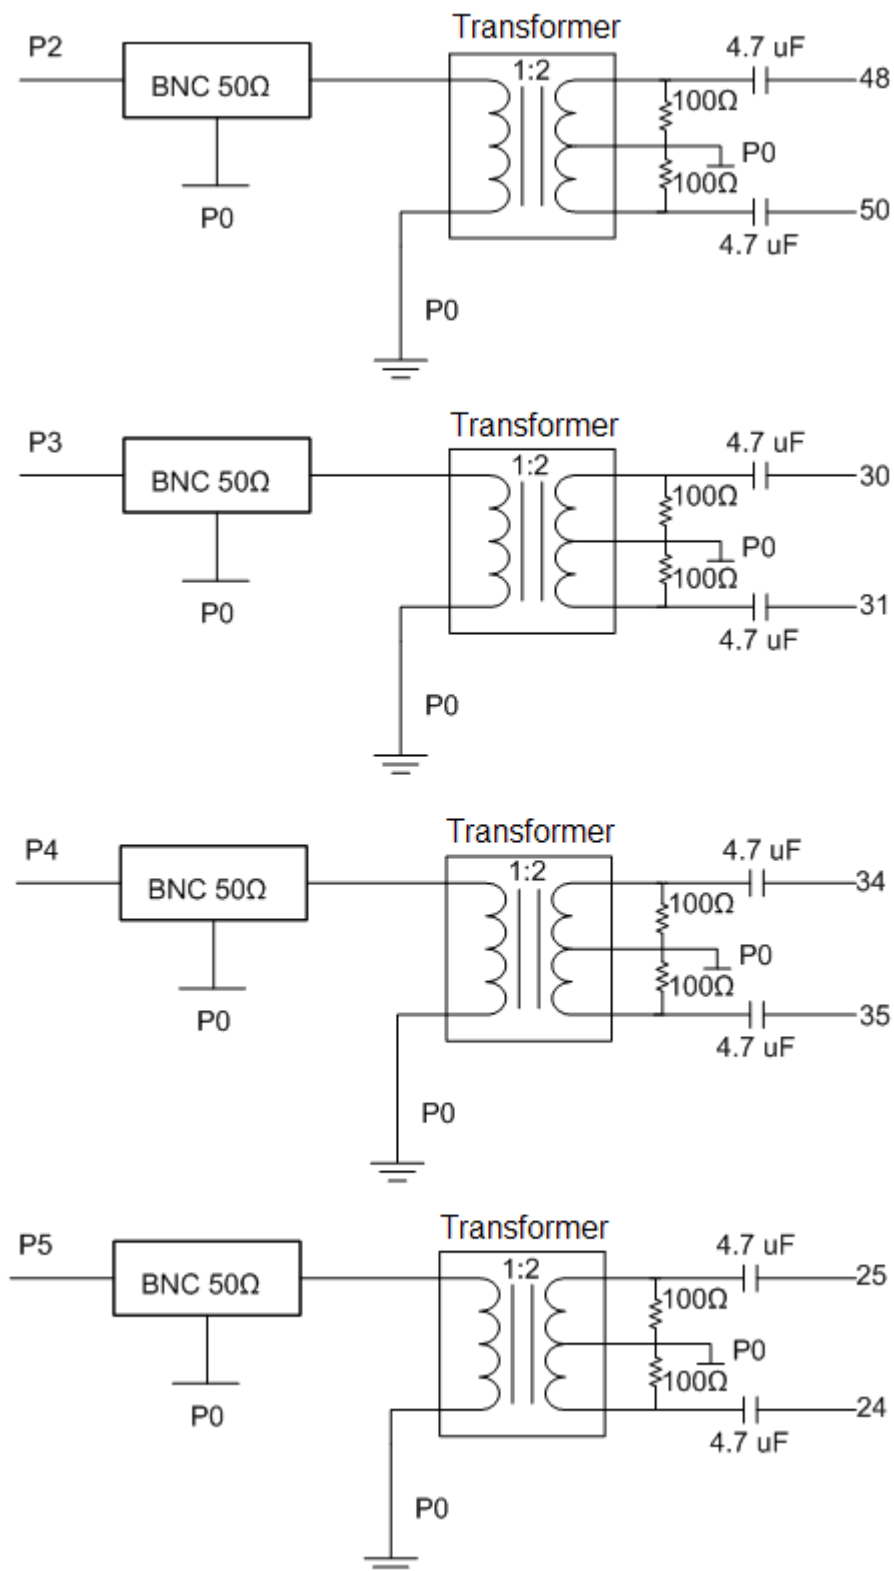 Transformer
P2
4.7 uF
1:2
BNC 50Ω
48
100Ω
P0
100Ω
P0
50
4.7 uF
P0
Transformer
P3
4.7 uF
1:2
BNC 50Ω
30
100Ω
P0
100Ω
P0
31
4.7 uF
P0
Transformer
P4
4.7 uF
1:2
BNC 50Ω
34
100Ω
P0
100Ω
P0
35
4.7 uF
P0
Transformer
P5
4.7 uF
1:2
BNC 50Ω
25
100Ω
P0
100Ω
P0
24
4.7 uF
P0